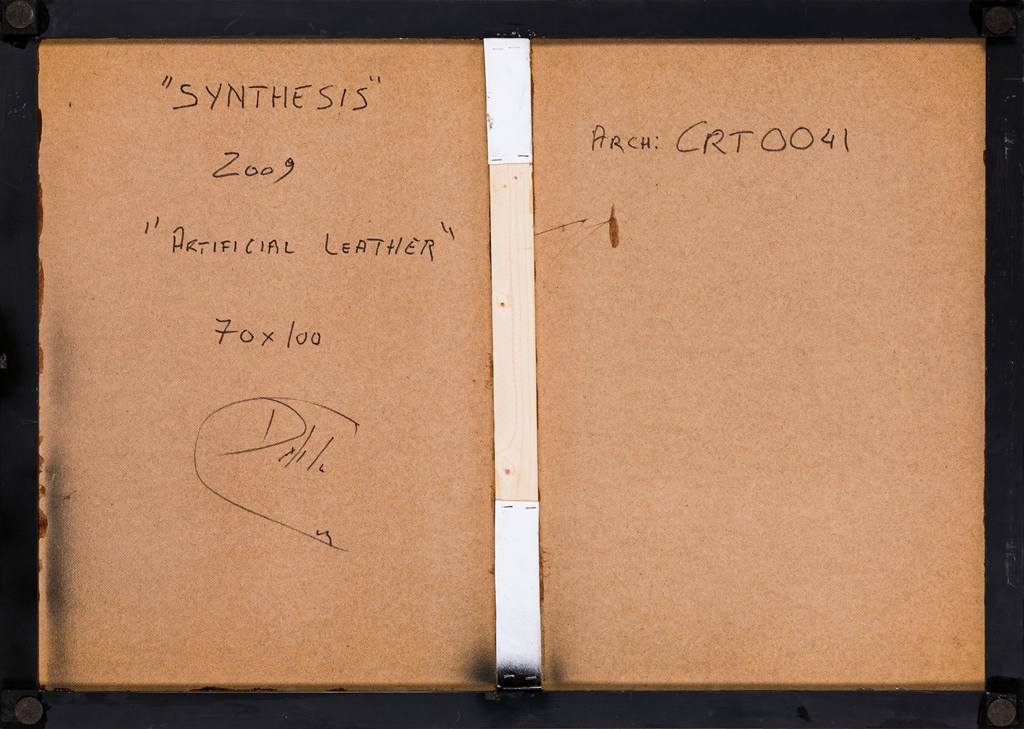 "SYNTHESIS"
2009
"ARTIFICIAL LEATHER"
70x100
ARCH: CRT0041